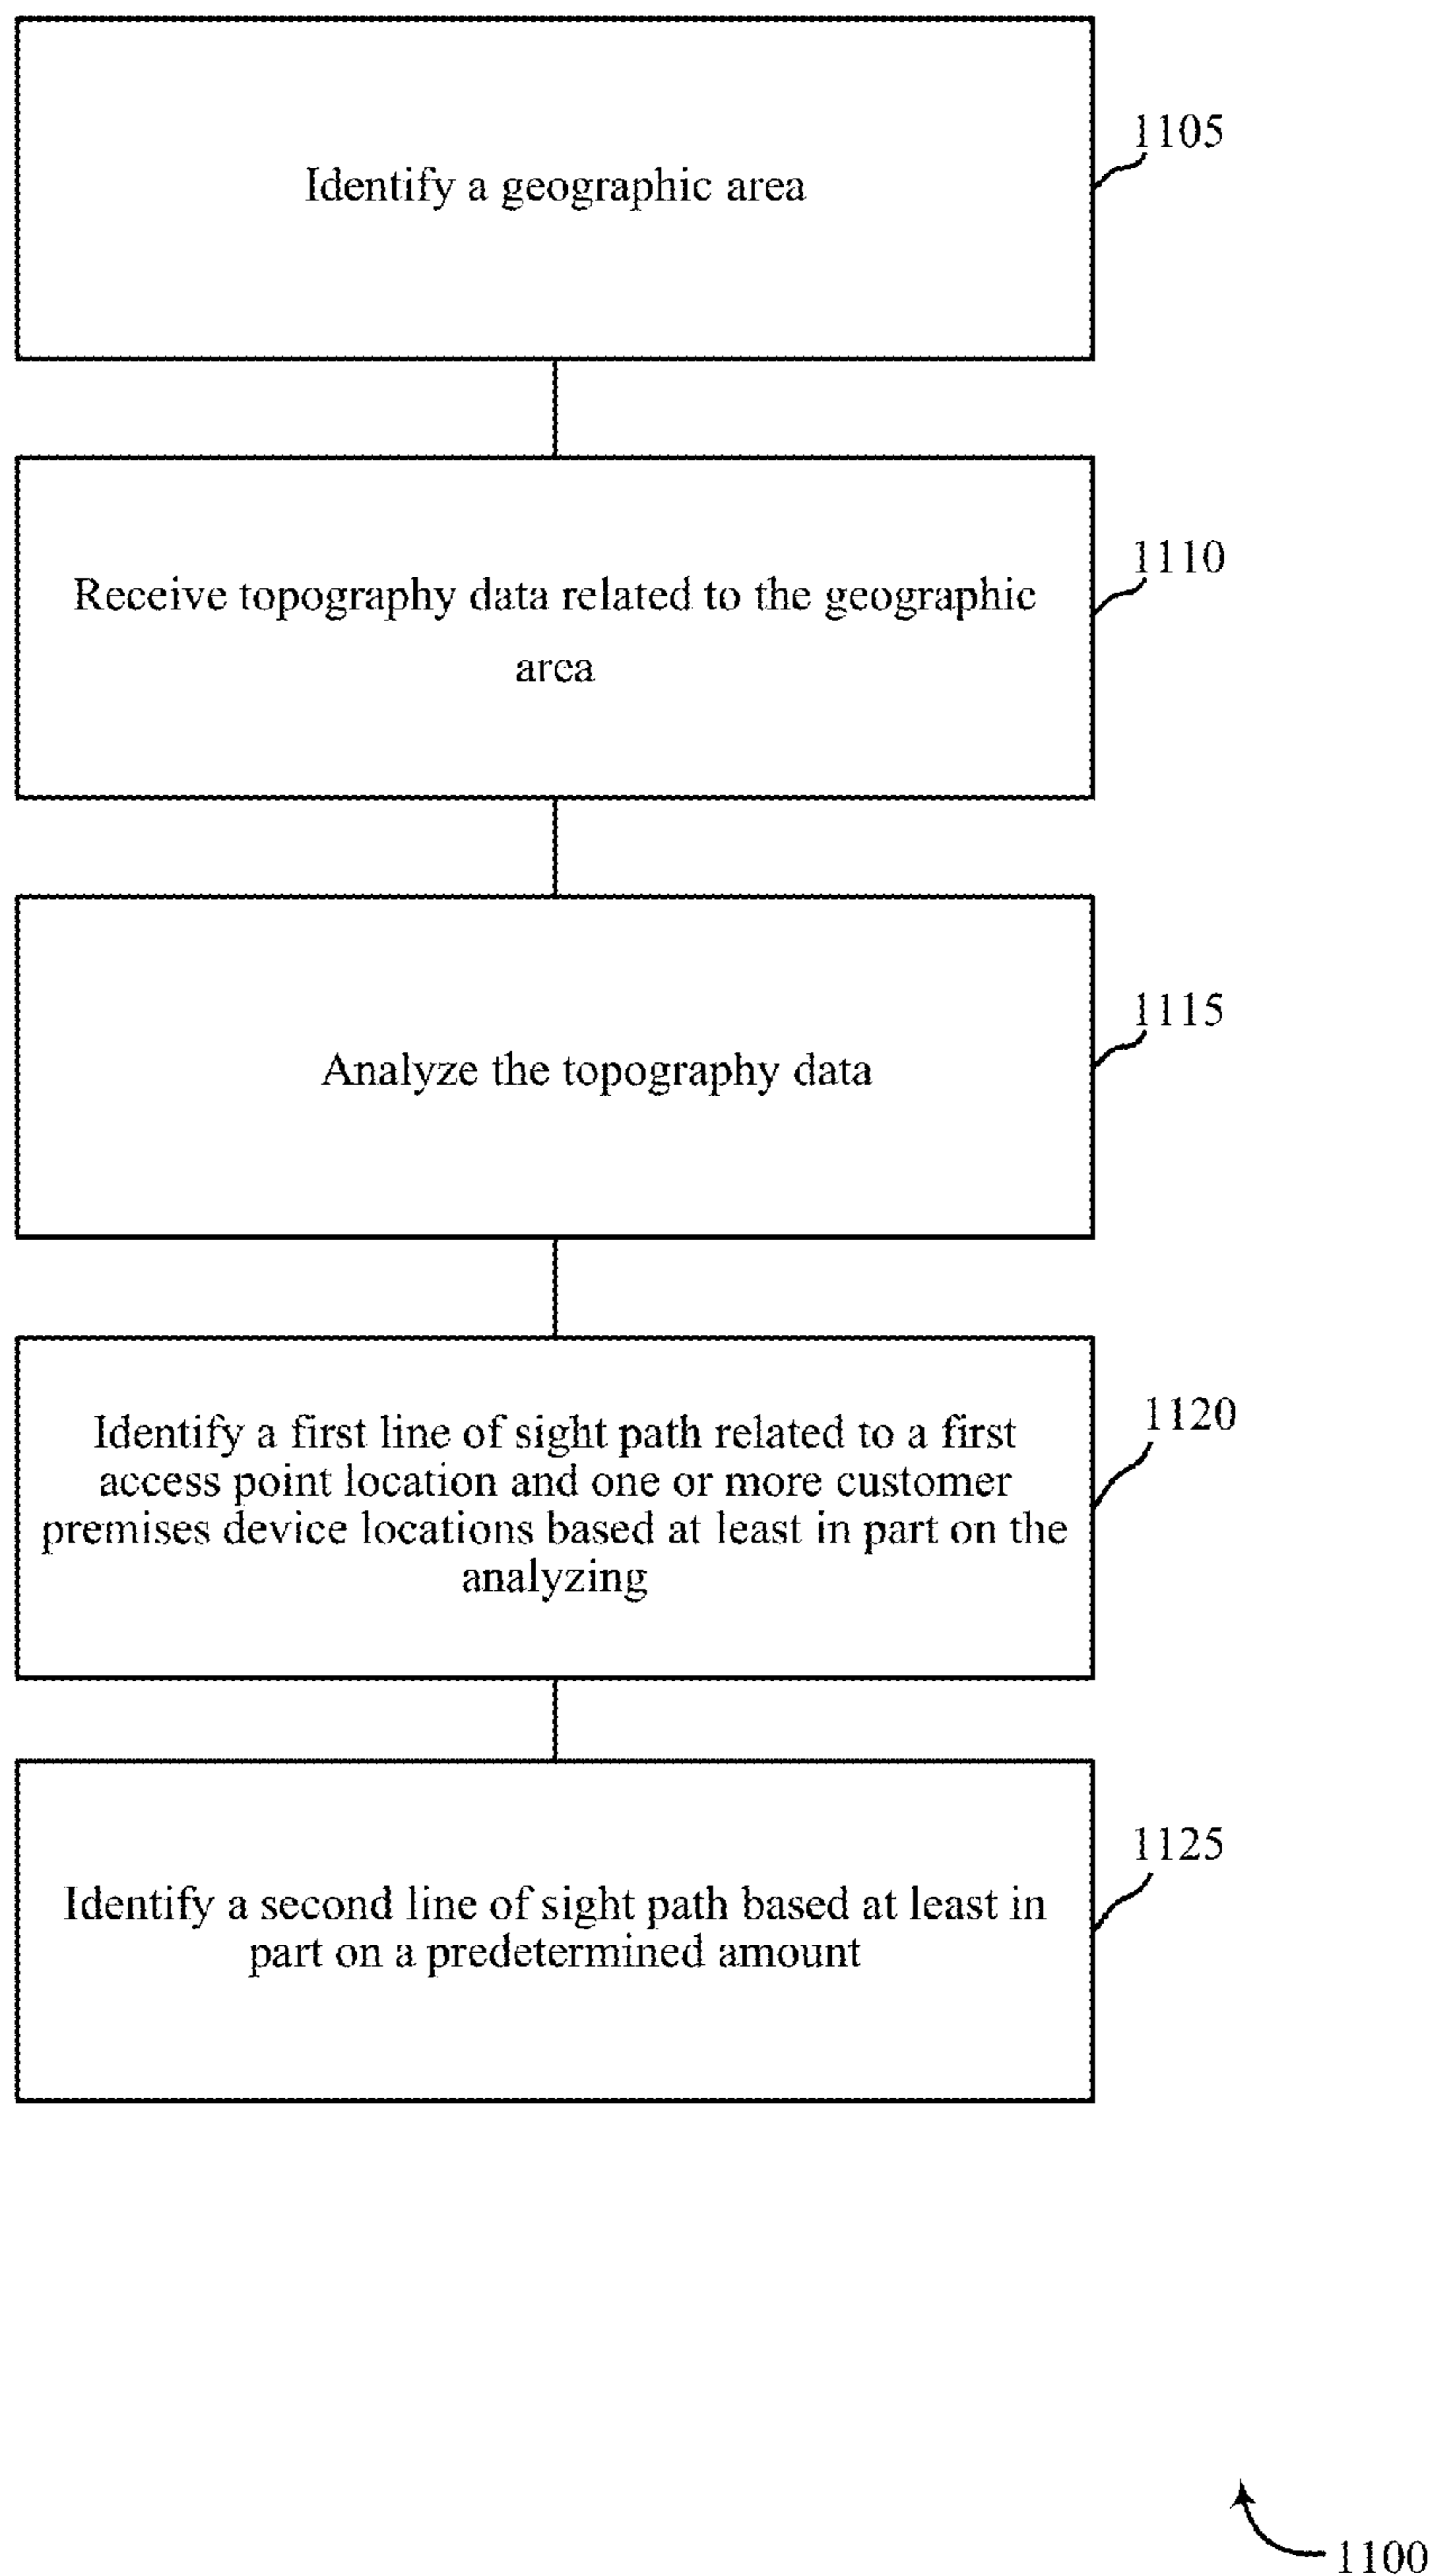 Identify a geographic area
1105
Receive topography data related to the geographic
area
1110
Analyze the topography data
1115
Identify a first line of sight path related to a first
access point location and one or more customer
premises device locations based at least in part on the
analyzing
1120
Identify a second line of sight path based at least in
part on a predetermined amount
1125
1100